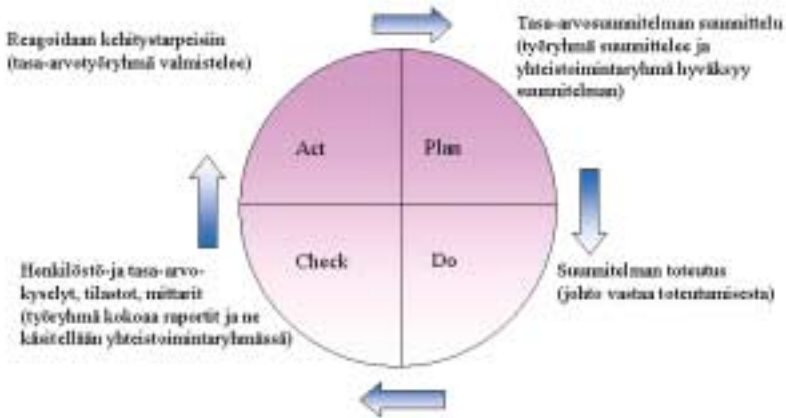 Reagoidaan kehitystarpeisiin
(tasa-arvotyöryhmä valmistelee)
Tasa-arvosuunnitelman suunnittelu
(työryhmä suunnittelee ja
yhteistoimintaryhmä hyväksyy
suunnitelman)
Act
Plan
Check
Do
Henkilöstö-ja tasa-arvo-
kyselyt, tilastot, mittarit
(työryhmä kokoaa raportit ja ne
käsitellään yhteistoimintaryhmässä)
Suunnitelman toteutus
(johto vastaa toteutumisesta)